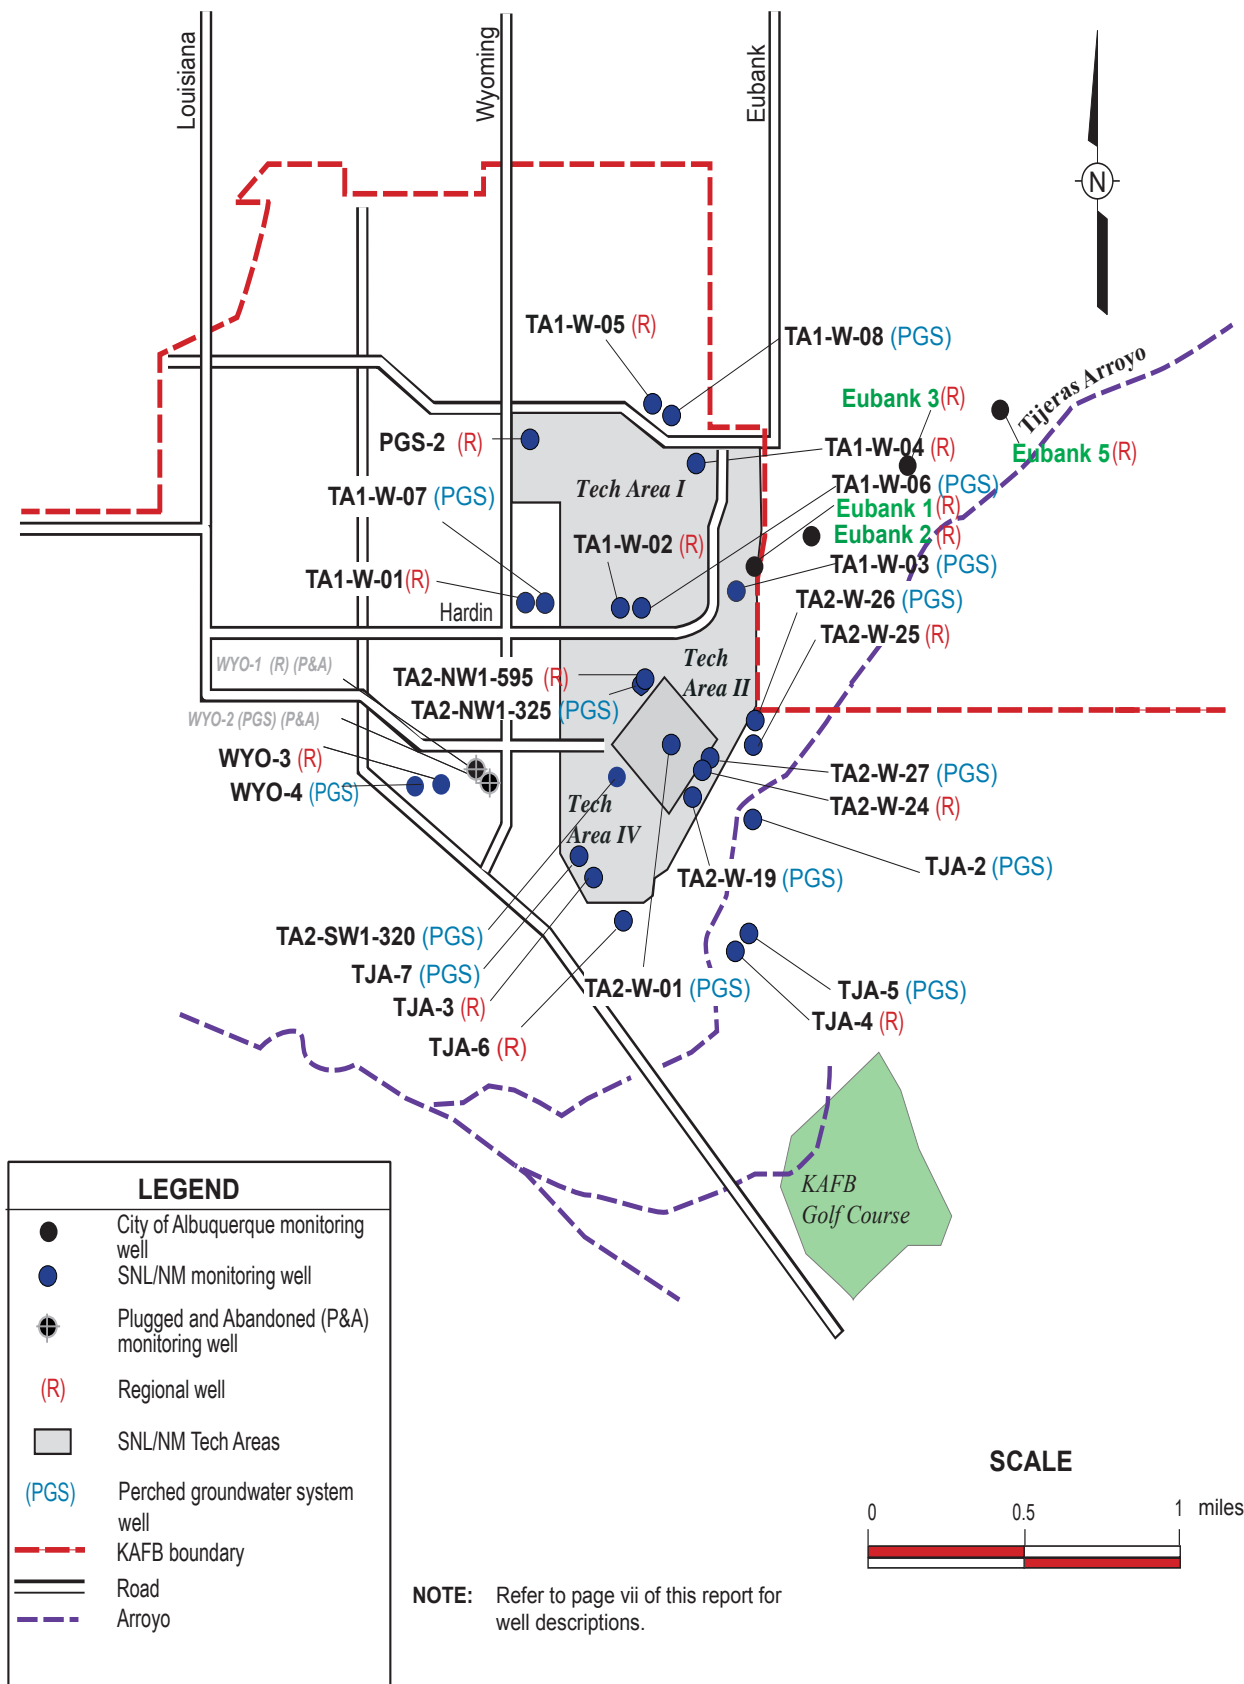 Louisiana
Wyoming
Eubank
N
TA1-W-05 (R)
TA1-W-08 (PGS)
Tijeras Arroyo
Eubank 3 (R)
PGS-2 (R)
TA1-W-04 (R)
Eubank 5 (R)
Tech Area I
TA1-W-07 (PGS)
TA1-W-06 (PGS)
Eubank 1 (R)
TA1-W-02 (R)
Eubank 2 (R)
TA1-W-01(R)
TA1-W-03 (PGS)
Hardin
TA2-W-26 (PGS)
TA2-W-25 (R)
WYO-1 (R) (P&A)
TA2-NW1-595 (R)
Tech
Area II
TA2-NW1-325 (PGS)
WYO-2 (PGS) (P&A)
WYO-3 (R)
TA2-W-27 (PGS)
WYO-4 (PGS)
TA2-W-24 (R)
Tech
Area IV
TA2-W-19 (PGS)
TJA-2 (PGS)
TA2-SW1-320 (PGS)
TJA-7 (PGS)
TA2-W-01 (PGS)
TJA-5 (PGS)
TJA-3 (R)
TJA-4 (R)
TJA-6 (R)
KAFB
Golf Course
LEGEND
City of Albuquerque monitoring
well
SNL/NM monitoring well
Plugged and Abandoned (P&A)
monitoring well
(R) Regional well
SNL/NM Tech Areas
(PGS) Perched groundwater system
well
KAFB boundary
Road
Arroyo
SCALE
0 0.5 1 miles
NOTE: Refer to page vii of this report for
well descriptions.